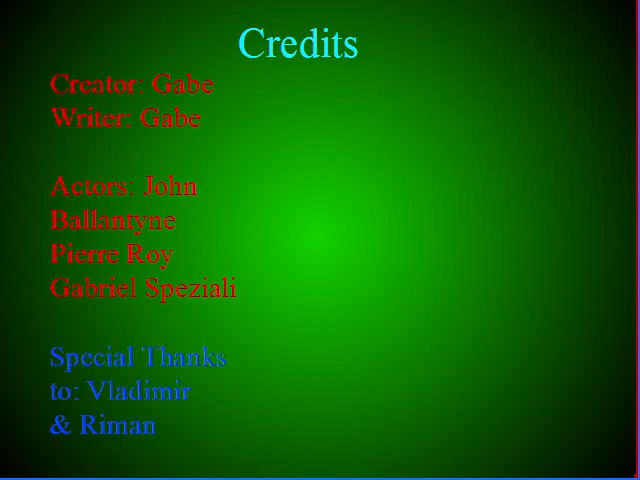 Credits
Creator: Gabe
Writer: Gabe
Actors: John
Ballantyne
Pierre Roy
Gabriel Speziali
Special Thanks
to: Vladimir
& Riman